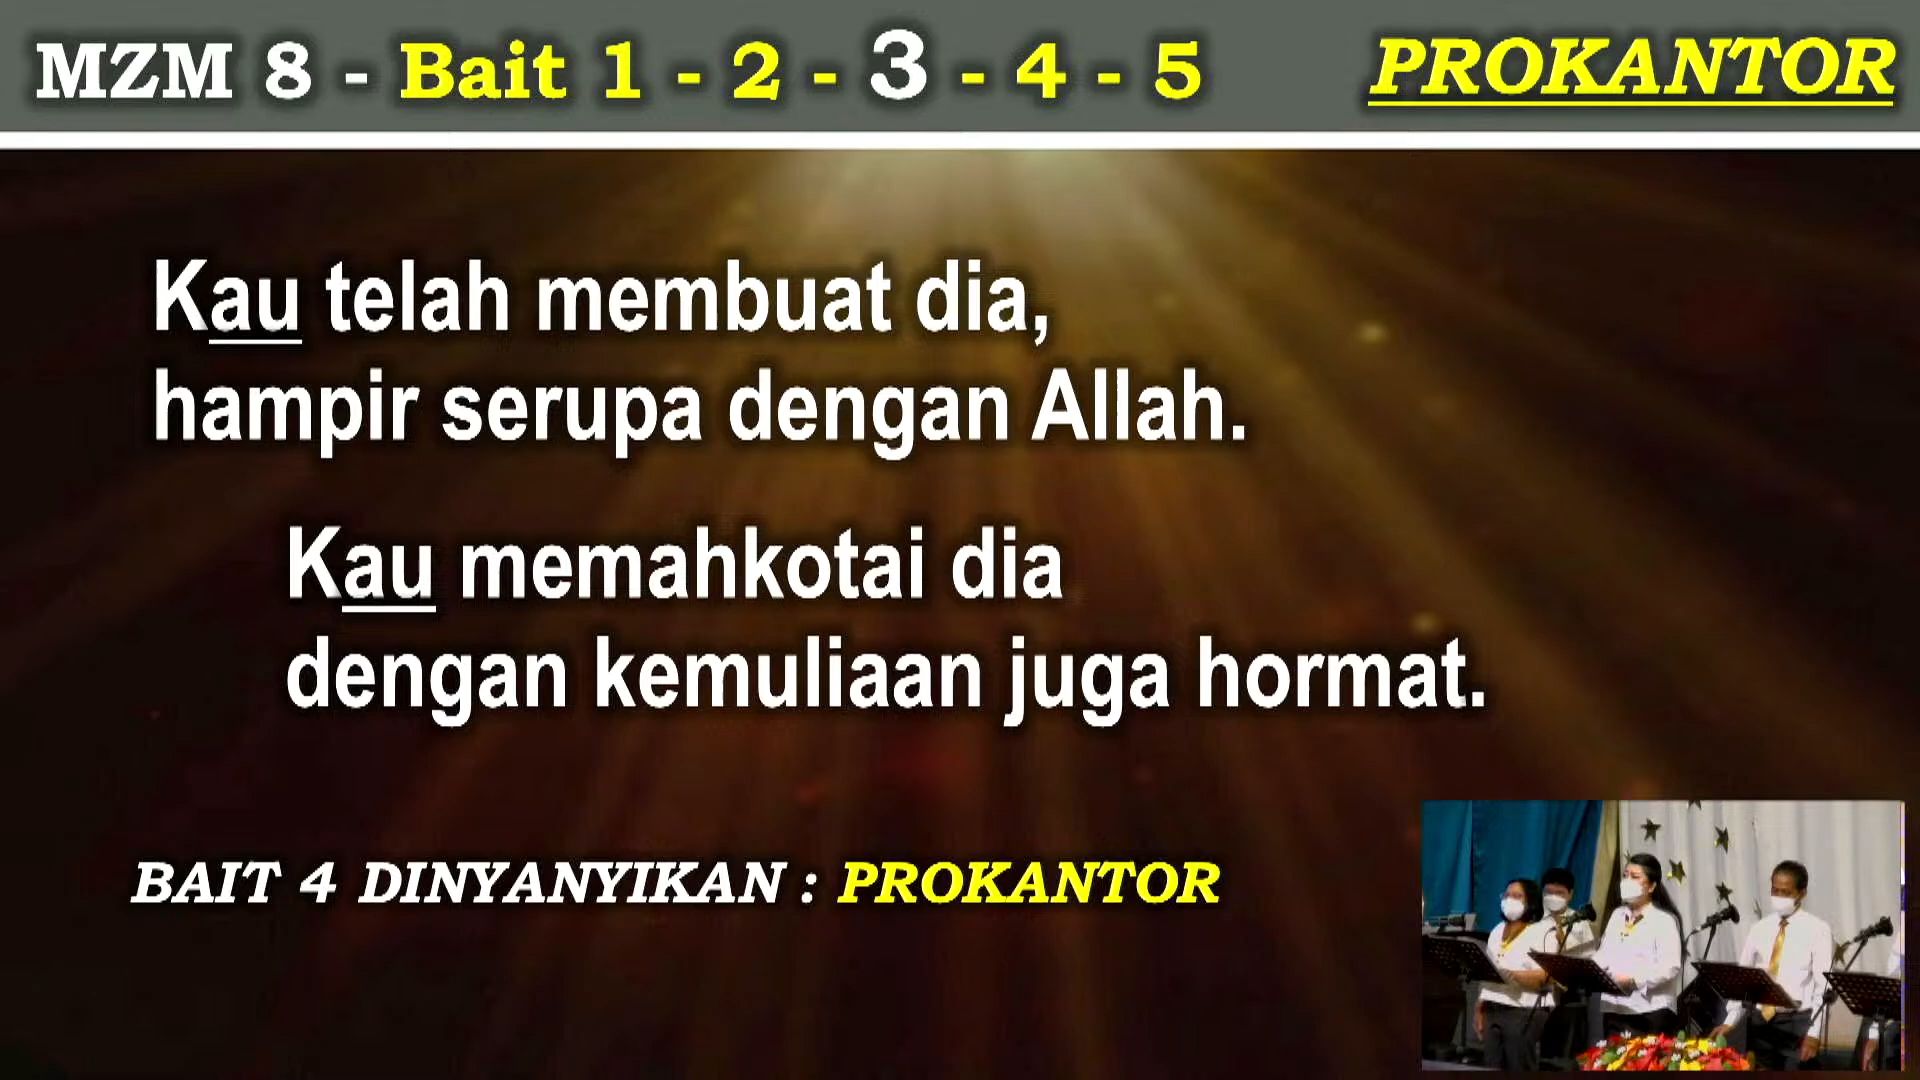 MZM 8 - Bait 1 - 2 - 3 - 4 - 5
PROKANTOR
Kau telah membuat dia,
hampir serupa dengan Allah.
Kau memahkotai dia
dengan kemuliaan juga hormat.
BAIT 4 DINYANYIKAN : PROKANTOR